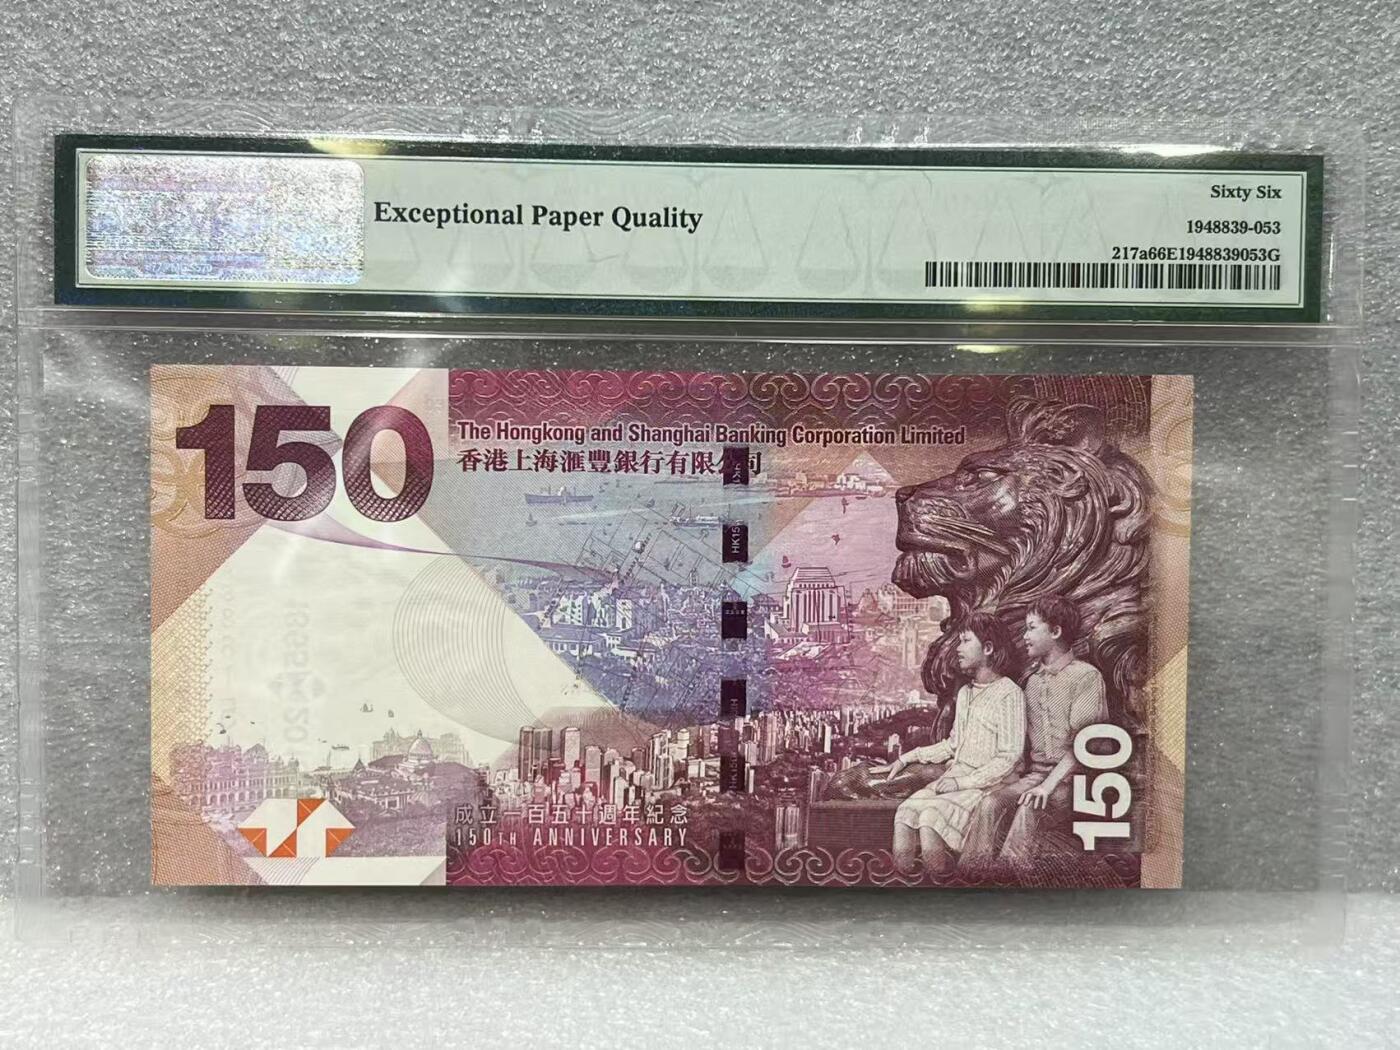 Exceptional Paper Quality
Sixty Six
1948839-053
217a66E1948839053G
150
The Hongkong and Shanghai Banking Corporation Limited
香港上海滙豐銀行有限公司
成立一百五十週年紀念
150TH ANNIVERSARY
150